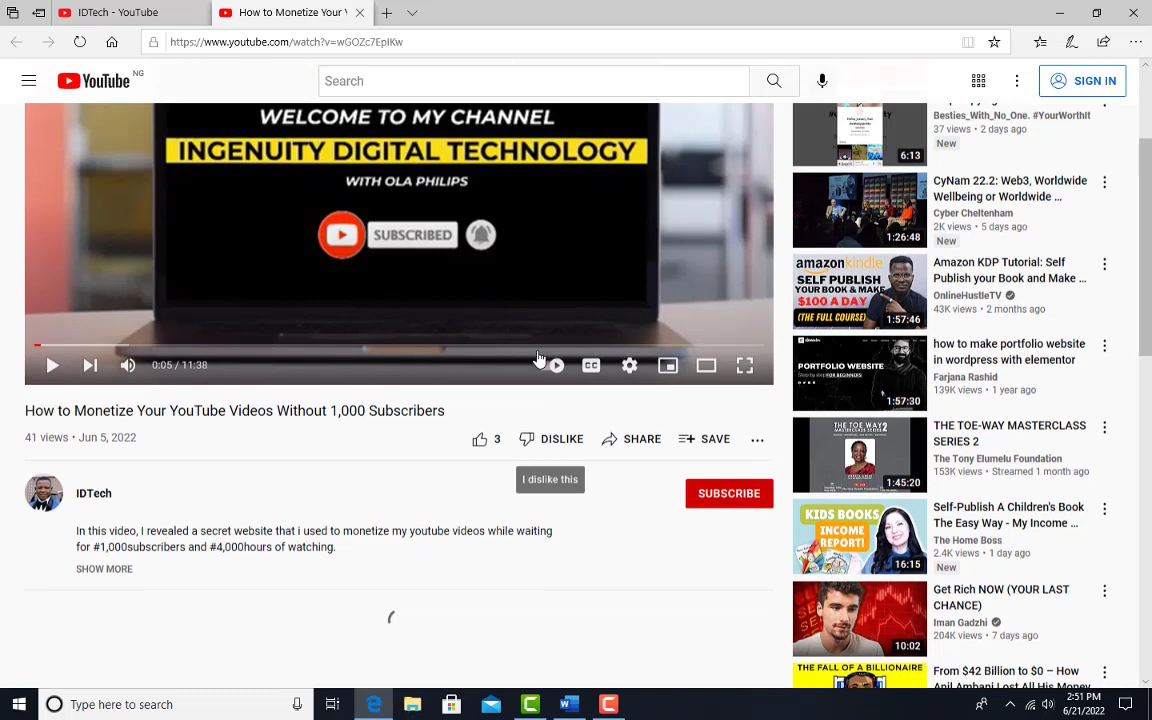 IDTech - YouTube
How to Monetize Your Y
https://www.youtube.com/watch?v=wGOZc7EpIKw
YouTube NG
Search
SIGN IN
WELCOME TO MY CHANNEL
INGENUITY DIGITAL TECHNOLOGY
WITH OLA PHILIPS
SUBSCRIBED
0:05 / 11:38
CC
How to Monetize Your YouTube Videos Without 1,000 Subscribers
41 views • Jun 5, 2022
3
DISLIKE
SHARE
SAVE
I dislike this
IDTech
SUBSCRIBE
In this video, I revealed a secret website that i used to monetize my youtube videos while waiting
for #1,000subscribers and #4,000hours of watching.
SHOW MORE
Besties_With_No_One. #YourWorthIt
37 views • 2 days ago
New
6:13
CyNam 22.2: Web3, Worldwide
Wellbeing or Worldwide ...
Cyber Cheltenham
2K views • 5 days ago
New
1:26:48
amazonkindle
SELF PUBLISH
YOUR BOOK & MAKE
$100 A DAY
(THE FULL COURSE)
1:57:46
Amazon KDP Tutorial: Self
Publish your Book and Make ...
OnlineHustleTV
43K views • 2 months ago
PORTFOLIO WEBSITE
Step by step FOR BEGINNERS
1:57:30
how to make portfolio website
in wordpress with elementor
Farjana Rashid
139K views • 1 year ago
THE TOE WAY 2
MASTERCLASS SERIES
1:45:20
THE TOE-WAY MASTERCLASS
SERIES 2
The Tony Elumelu Foundation
153K views • Streamed 1 month ago
KIDS BOOKS
INCOME
REPORT!
16:15
Self-Publish A Children's Book
The Easy Way - My Income ...
The Home Boss
2.4K views • 1 day ago
New
10:02
Get Rich NOW (YOUR LAST
CHANCE)
Iman Gadzhi
204K views • 7 days ago
THE FALL OF A BILLIONAIRE
From $42 Billion to $0 – How
Anil Ambani Lost All His Money
Type here to search
2:51 PM
6/21/2022